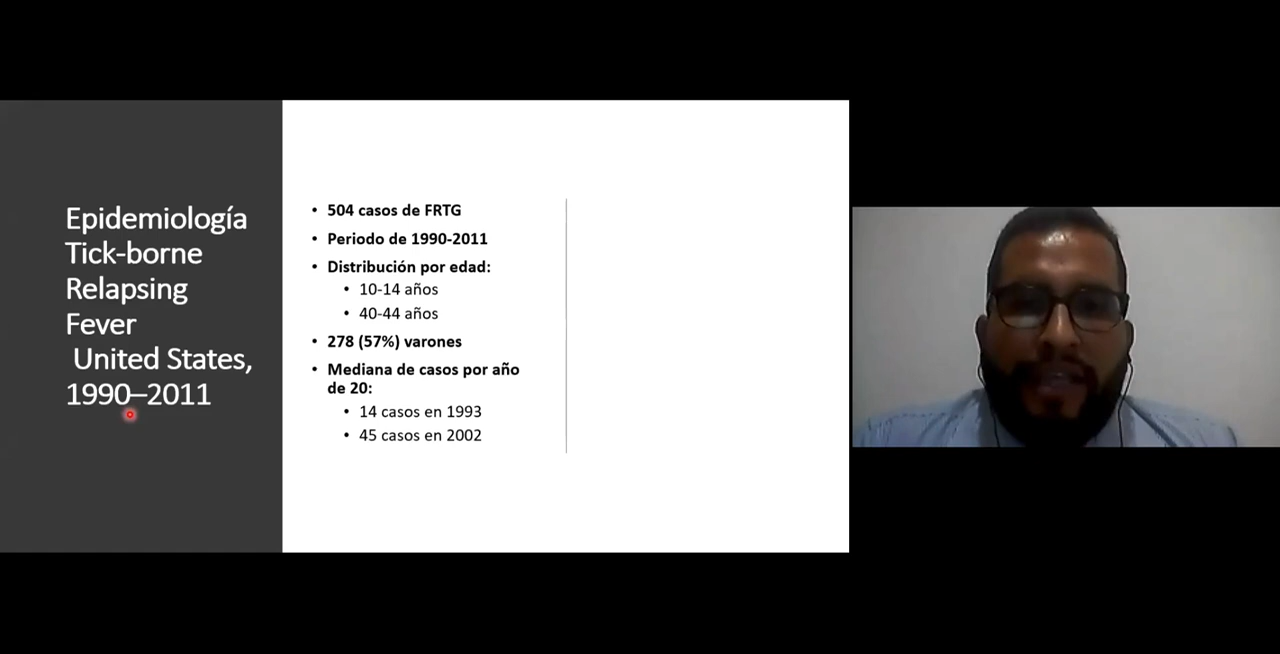 Epidemiología
Tick-borne
Relapsing
Fever
United States,
1990–2011
• 504 casos de FRTG
• Periodo de 1990-2011
• Distribución por edad:
• 10-14 años
• 40-44 años
• 278 (57%) varones
• Mediana de casos por año
de 20:
• 14 casos en 1993
• 45 casos en 2002